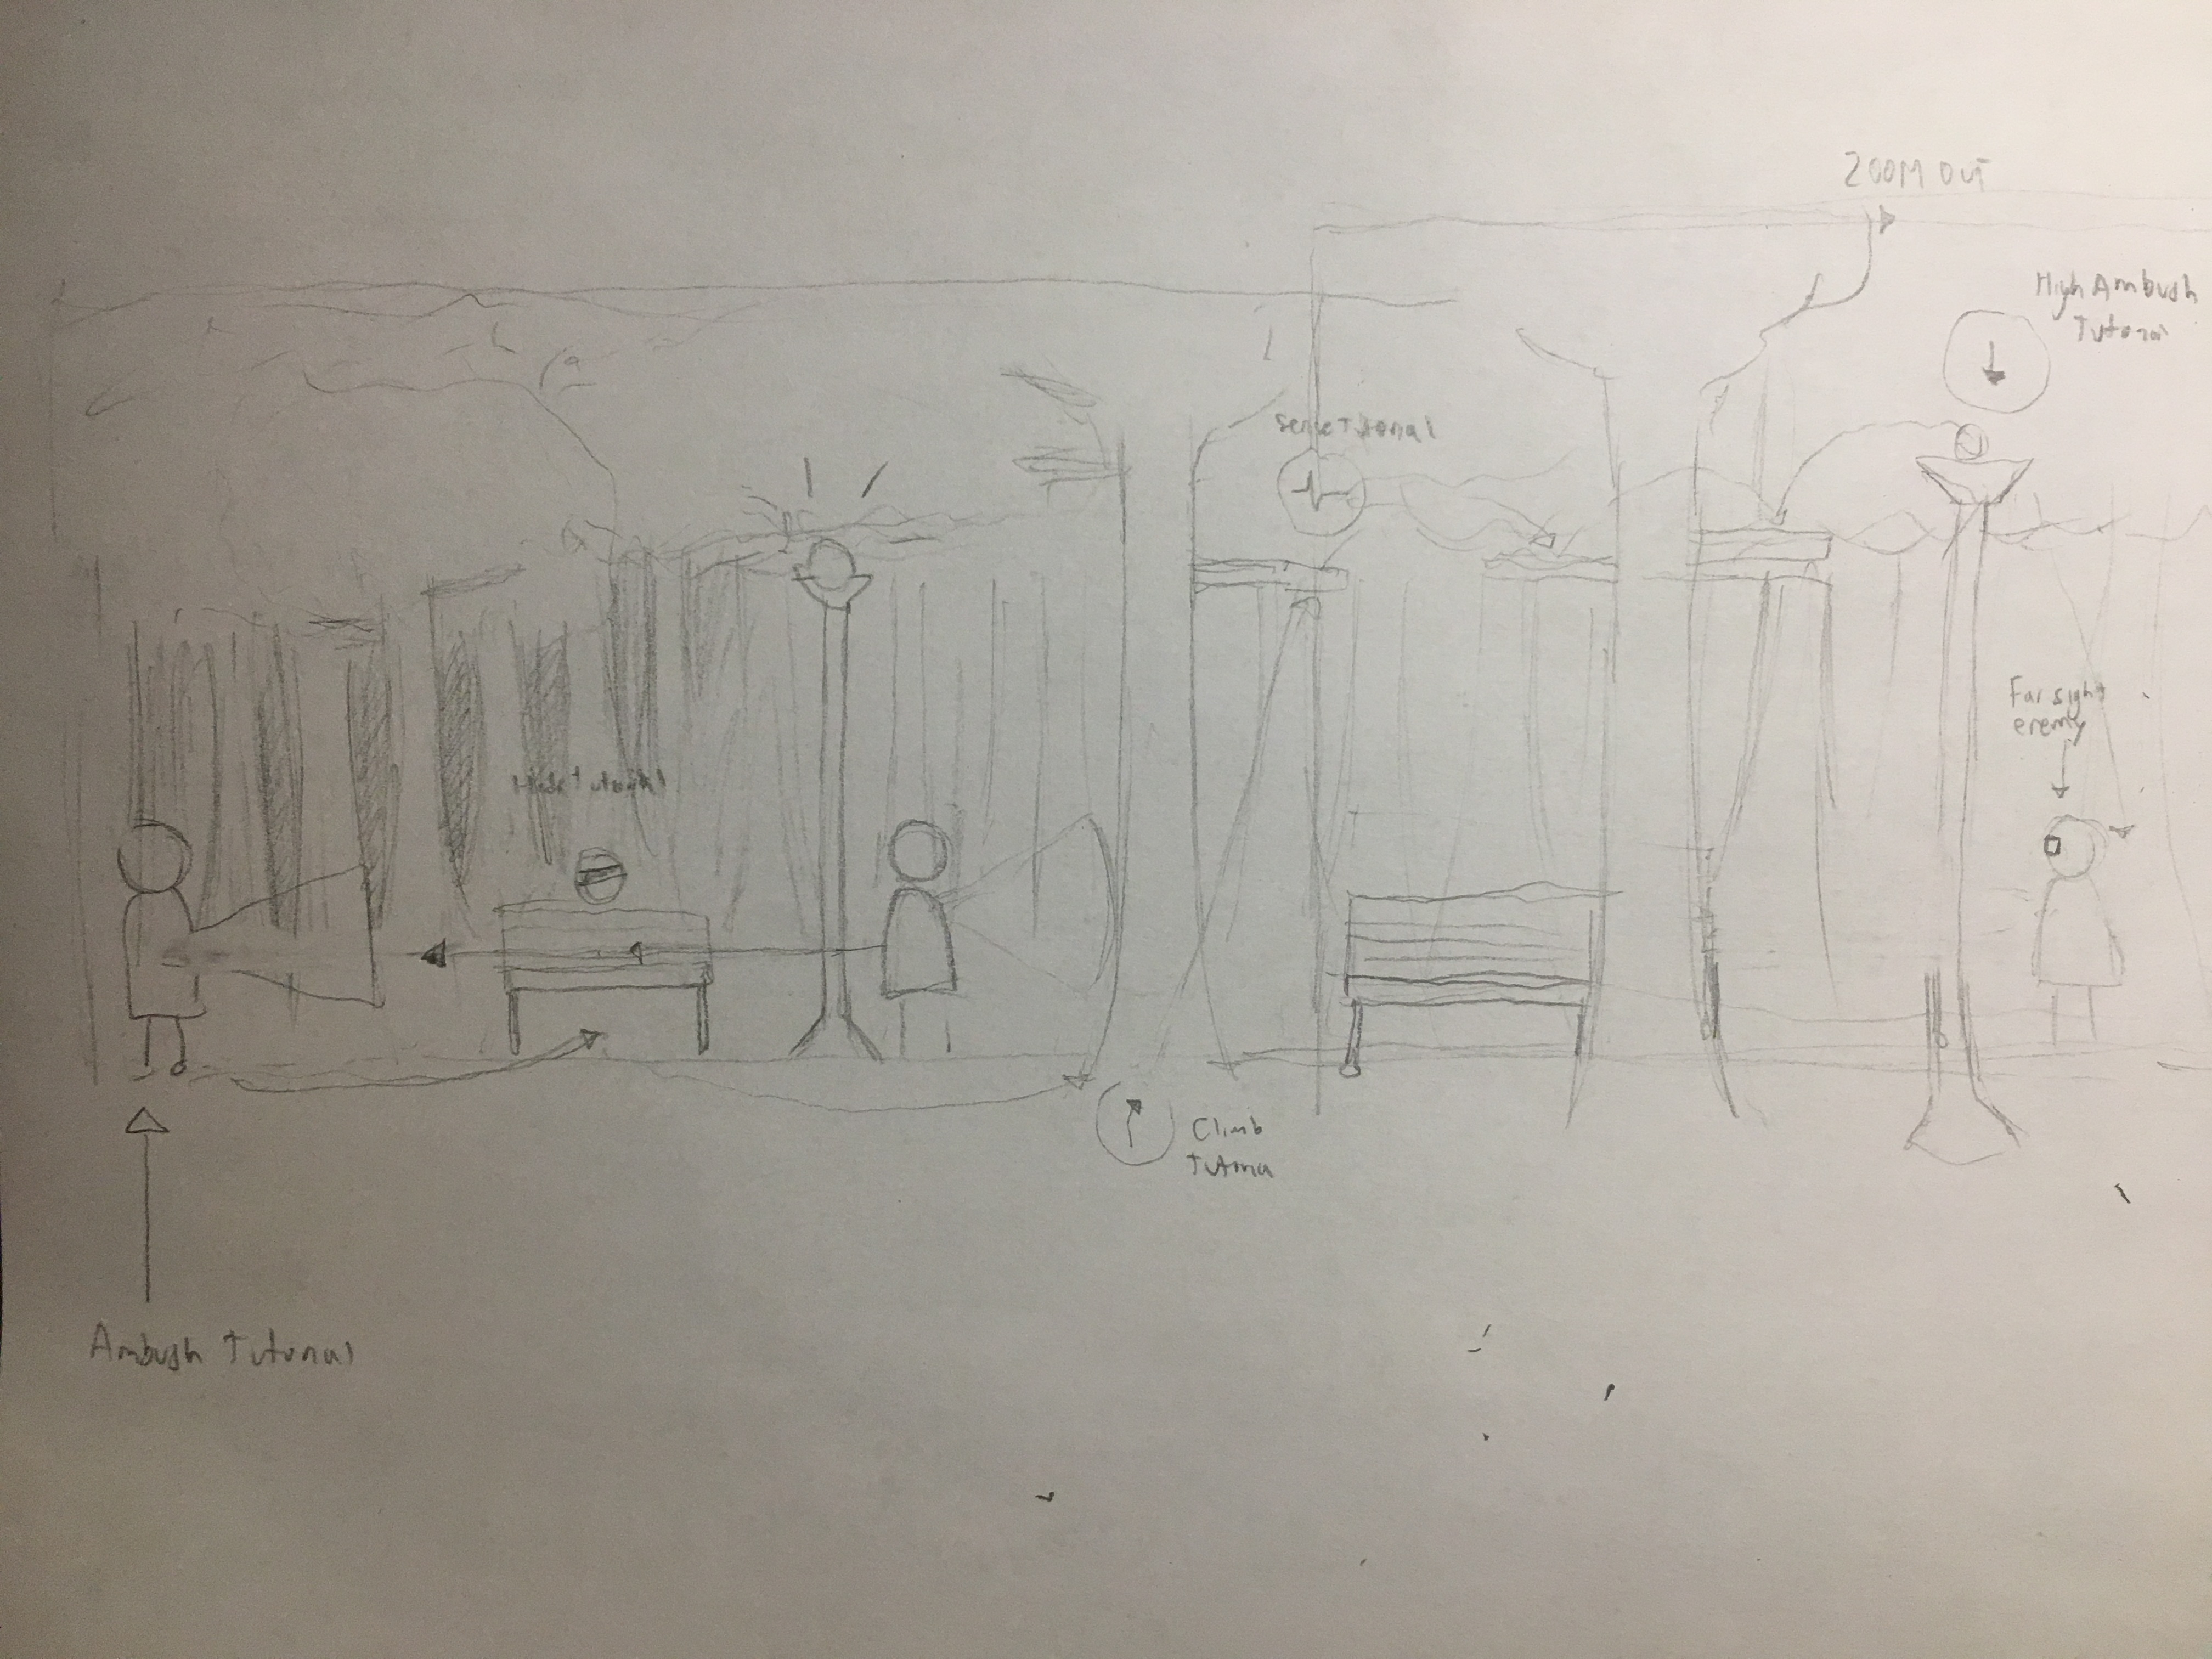 Ambush Tutorial
Hide Tutorial
Climb
Tutorial
Sense Tutorial
ZOOM OUT
High Ambush
Tutorial
Far sight
enemy